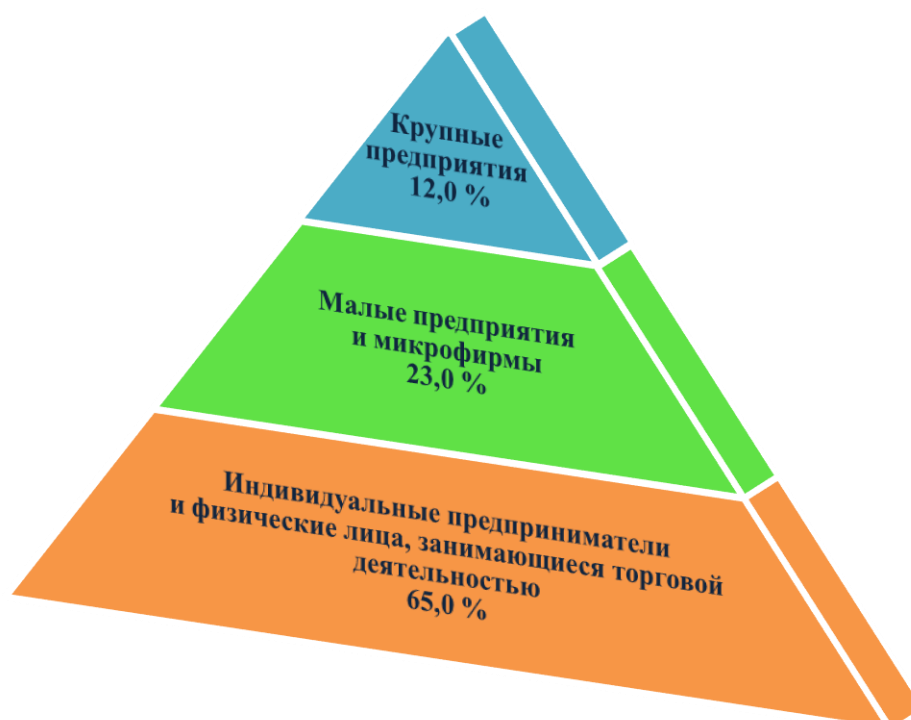 Крупные
предприятия
12,0 %
Малые предприятия
и микрофирмы
23,0 %
Индивидуальные предприниматели
и физические лица, занимающиеся торговой
деятельностью
65,0 %